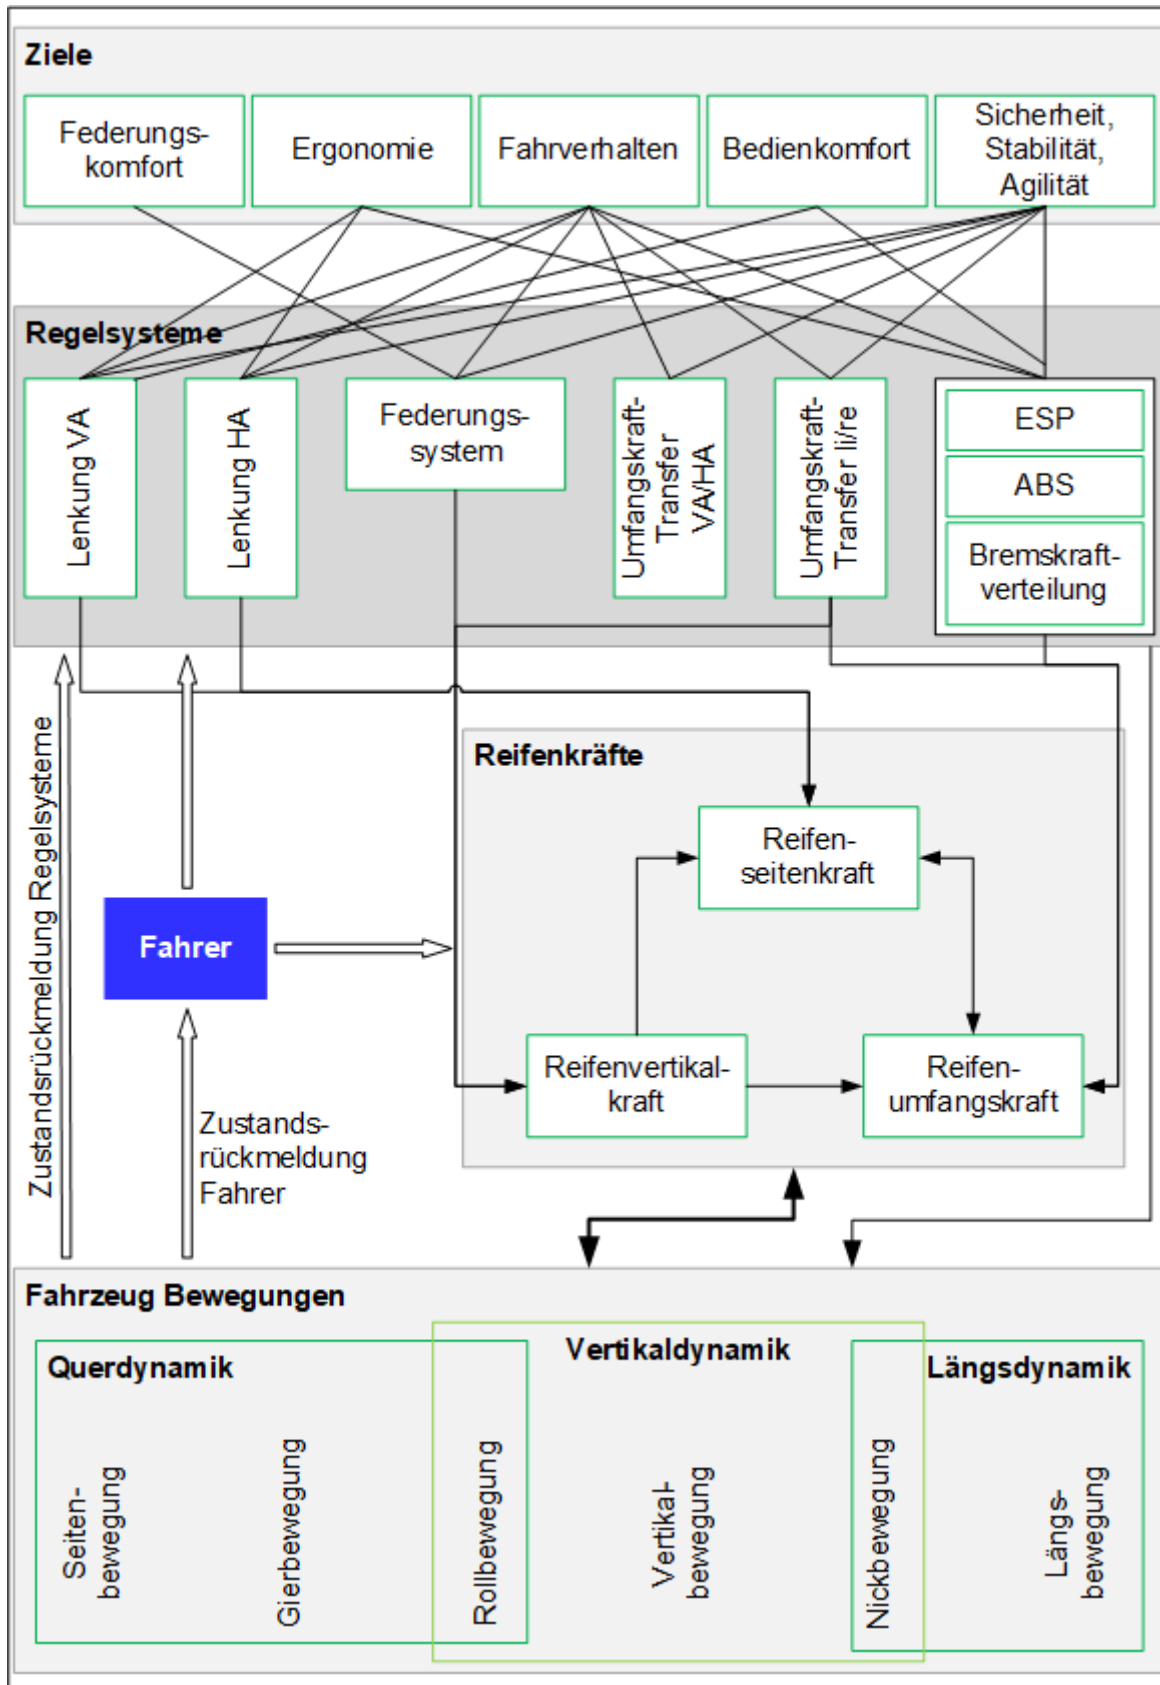 Ziele
Federungs-
komfort
Ergonomie
Fahrverhalten
Bedienkomfort
Sicherheit,
Stabilität,
Agilität
Regelsysteme
Lenkung VA
Lenkung HA
Federungs-
system
Umfangskraft-
Transfer
VA/HA
Umfangskraft-
Transfer li/re
ESP
ABS
Bremskraft-
verteilung
Zustandsrückmeldung Regelsysteme
Fahrer
Zustands-
rückmeldung
Fahrer
Reifenkräfte
Reifen-
seitenkraft
Reifenvertikal-
kraft
Reifen-
umfangskraft
Fahrzeug Bewegungen
Querdynamik
Vertikaldynamik
Längsdynamik
Seiten-
bewegung
Gierbewegung
Rollbewegung
Vertikal-
bewegung
Nickbewegung
Längs-
bewegung